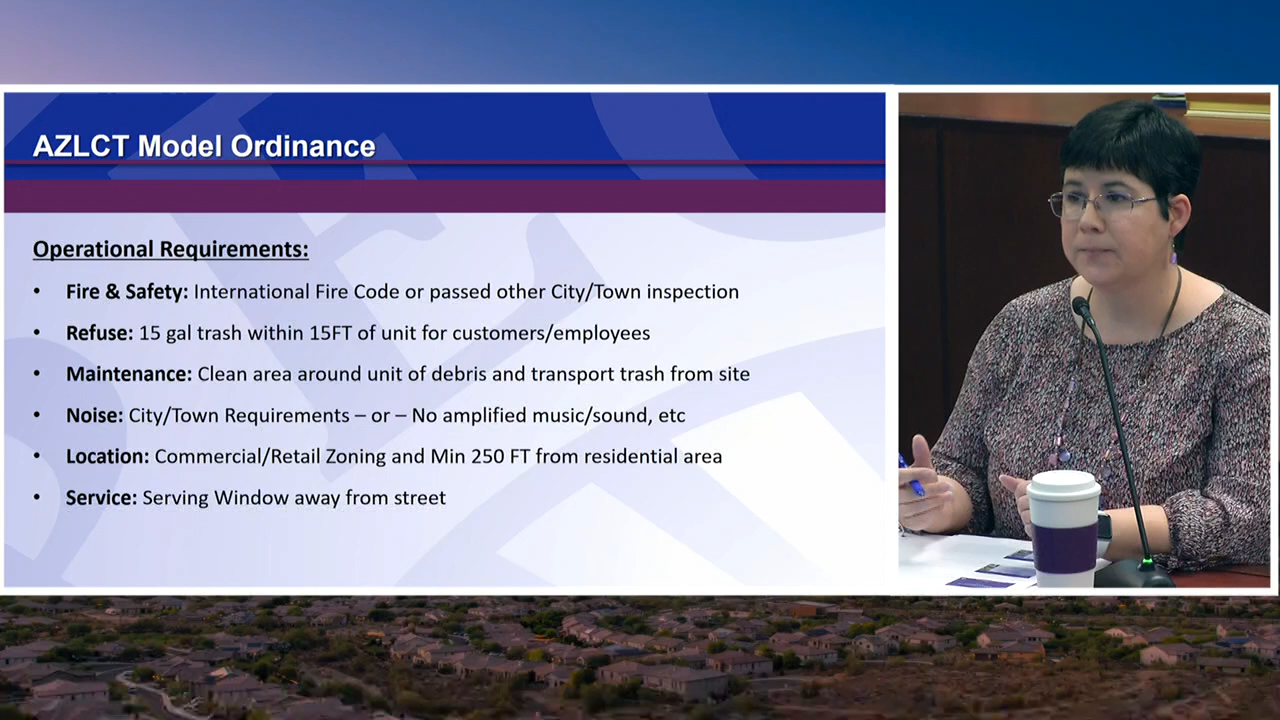 AZLCT Model Ordinance
Operational Requirements:
• Fire & Safety: International Fire Code or passed other City/Town inspection
• Refuse: 15 gal trash within 15FT of unit for customers/employees
• Maintenance: Clean area around unit of debris and transport trash from site
• Noise: City/Town Requirements – or – No amplified music/sound, etc
• Location: Commercial/Retail Zoning and Min 250 FT from residential area
• Service: Serving Window away from street